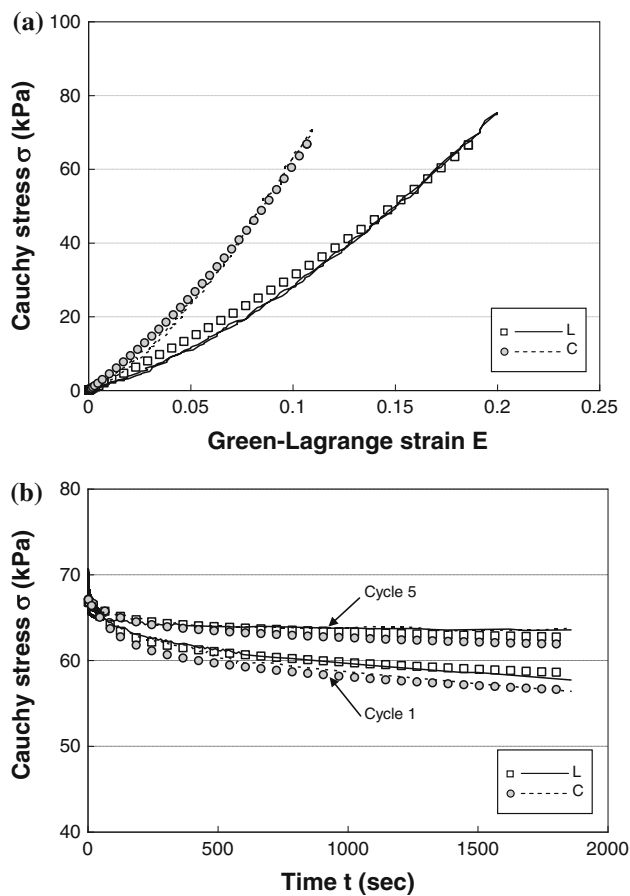 (a)
100
80
60
40
20
0
Cauchy stress σ (kPa)
0
0.05
0.1
0.15
0.2
0.25
Green-Lagrange strain E
L
C
(b)
80
70
60
50
40
Cauchy stress σ (kPa)
Cycle 5
Cycle 1
0
500
1000
1500
2000
Time t (sec)
L
C